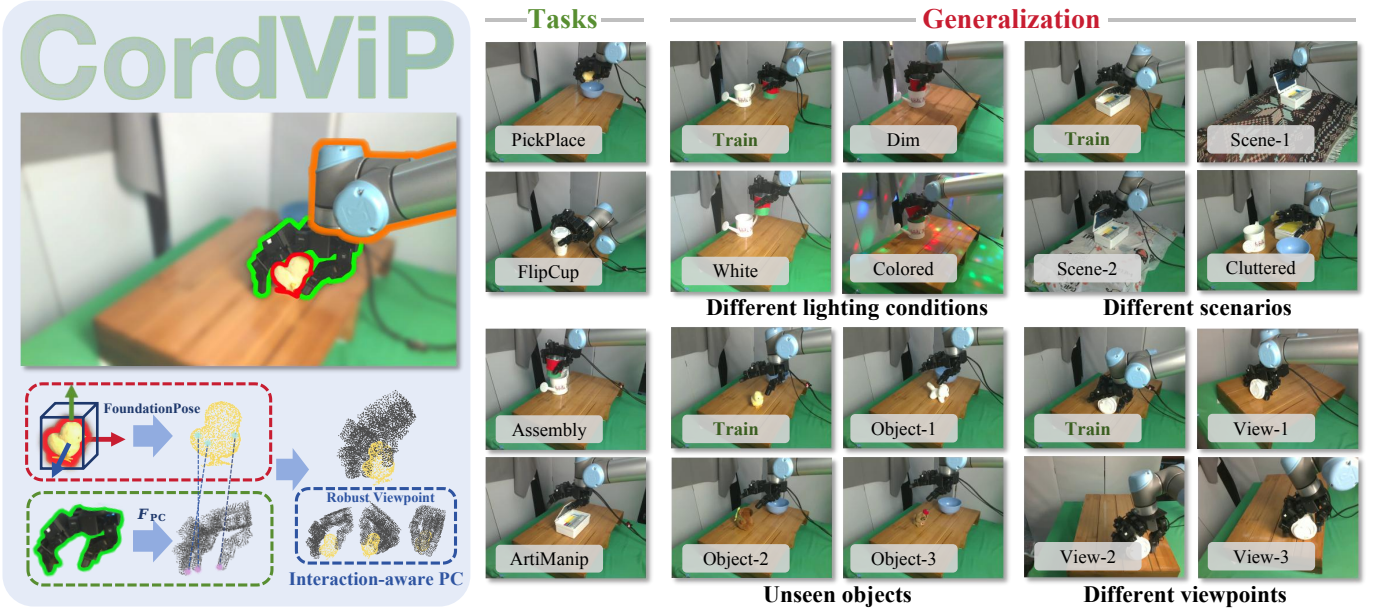 CordViP
FoundationPose
F_PC
Robust Viewpoint
Interaction-aware PC
Tasks
Generalization
PickPlace
Train
Dim
Train
Scene-1
FlipCup
White
Colored
Scene-2
Cluttered
Different lighting conditions
Different scenarios
Assembly
Train
Object-1
Train
View-1
ArtiManip
Object-2
Object-3
View-2
View-3
Unseen objects
Different viewpoints